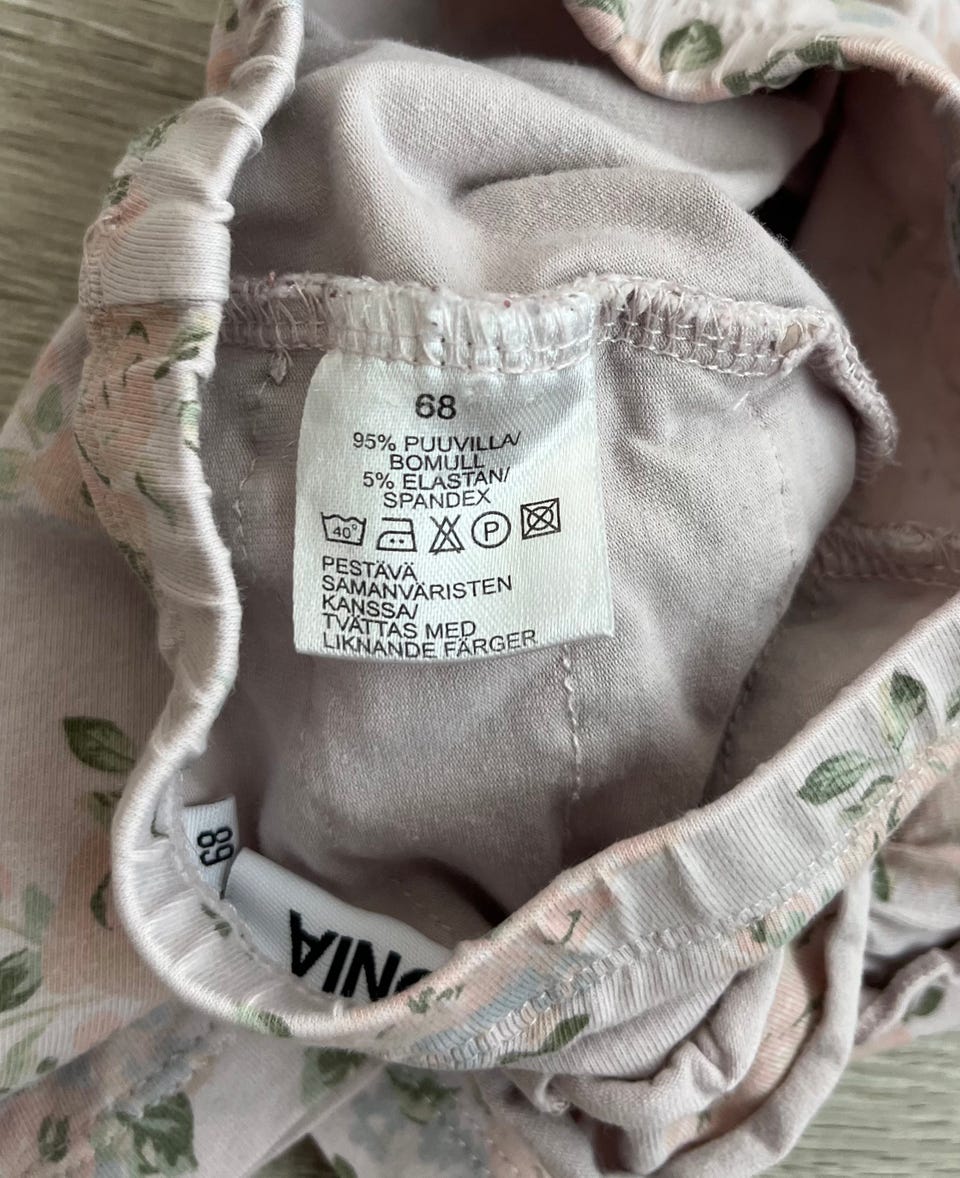 68
95% PUUVILLA/
BOMULL
5% ELASTAN/
SPANDEX
40°
P
PESTÄVÄ
SAMANVÄRISTEN
KANSSA/
TVÄTTAS MED
LIKNANDE FÄRGER
68